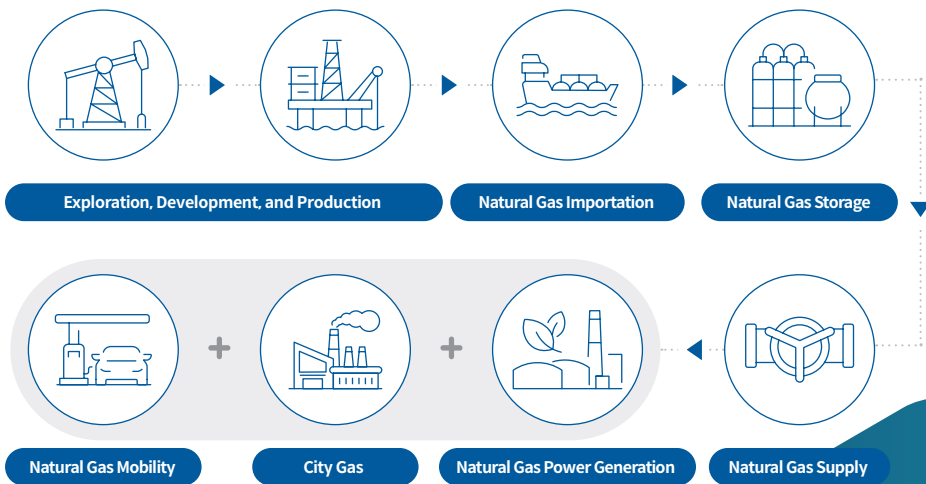 Exploration, Development, and Production
Natural Gas Importation
Natural Gas Storage
Natural Gas Mobility
City Gas
Natural Gas Power Generation
Natural Gas Supply